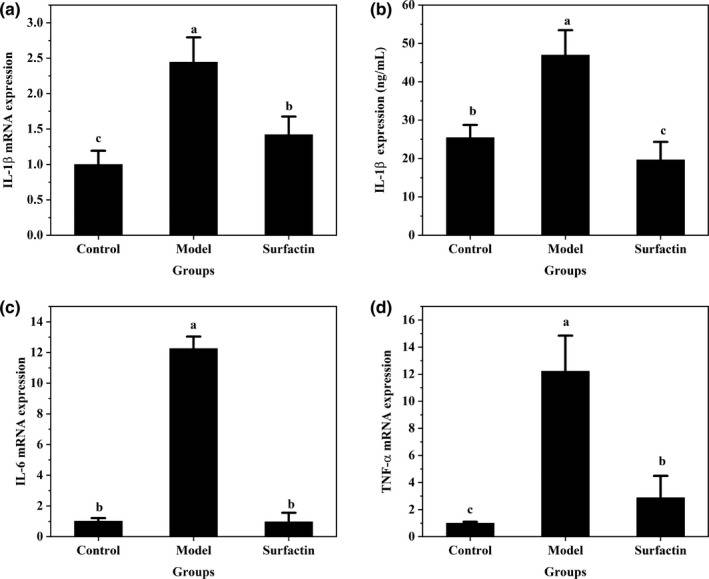 (a)
IL-1β mRNA expression
3.0
2.5
2.0
1.5
1.0
0.5
0.0
c
a
b
Control Model Surfactin
Groups
(b)
IL-1β expression (ng/mL)
60
50
40
30
20
10
0
b
a
c
Control Model Surfactin
Groups
(c)
IL-6 mRNA expression
14
12
10
8
6
4
2
0
b
a
b
Control Model Surfactin
Groups
(d)
TNF-α mRNA expression
16
14
12
10
8
6
4
2
0
c
a
b
Control Model Surfactin
Groups